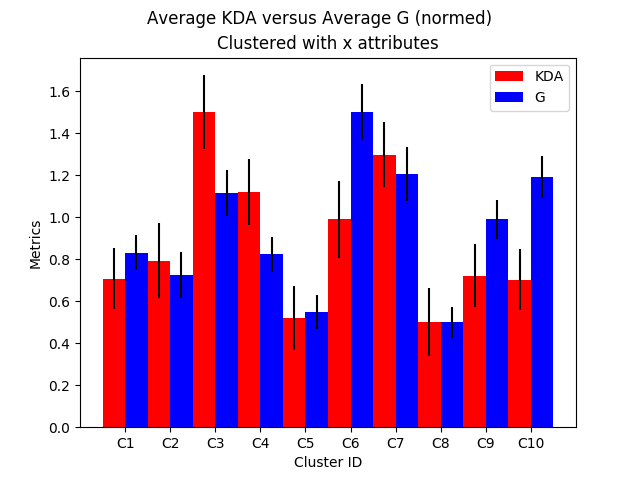 Average KDA versus Average G (normed)
Clustered with x attributes
KDA
G
1.6
1.4
1.2
1.0
0.8
0.6
0.4
0.2
0.0
Metrics
C1 C2 C3 C4 C5 C6 C7 C8 C9 C10
Cluster ID